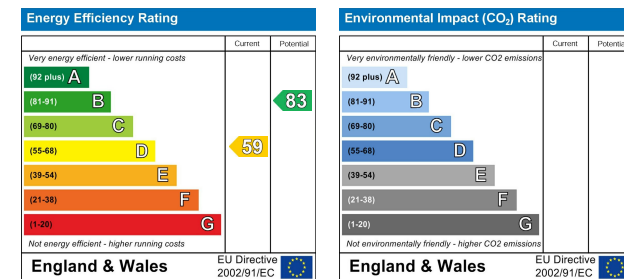 Energy Efficiency Rating
Current Potential
Very energy efficient - lower running costs
(92 plus) A
(81-91) B
83
(69-80) C
(55-68) D
59
(39-54) E
(21-38) F
(1-20) G
Not energy efficient - higher running costs
England & Wales
EU Directive
2002/91/EC
Environmental Impact (CO2) Rating
Current Potential
Very environmentally friendly - lower CO2 emissions
(92 plus) A
(81-91) B
(69-80) C
(55-68) D
(39-54) E
(21-38) F
(1-20) G
Not environmentally friendly - higher CO2 emissions
England & Wales
EU Directive
2002/91/EC